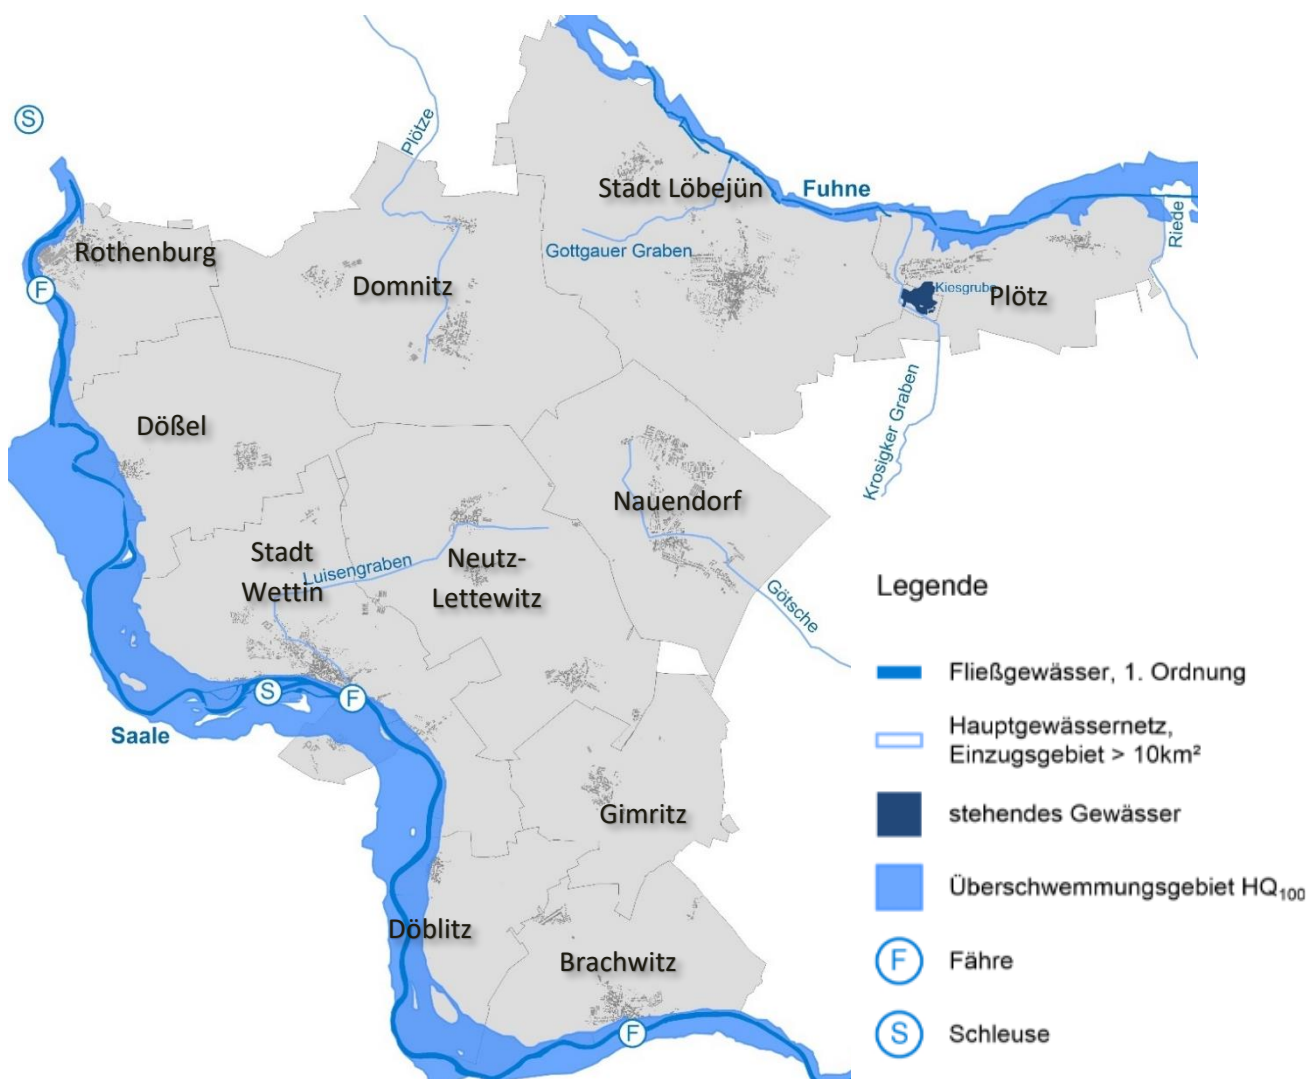 Plötze
S
Stadt Löbejün
Fuhne
Riede
Rothenburg
Gottgauer Graben
Domnitz
F
Kiesgrube
Plötz
Krosigker Graben
Dößel
Nauendorf
Stadt
Wettin
Luisengraben
Neutz-
Lettewitz
Götsche
S
F
Saale
Gimritz
Döblitz
Brachwitz
F
Legende
Fließgewässer, 1. Ordnung
Hauptgewässernetz,
Einzugsgebiet > 10km²
stehendes Gewässer
Überschwemmungsgebiet HQ₁₀₀
F Fähre
S Schleuse